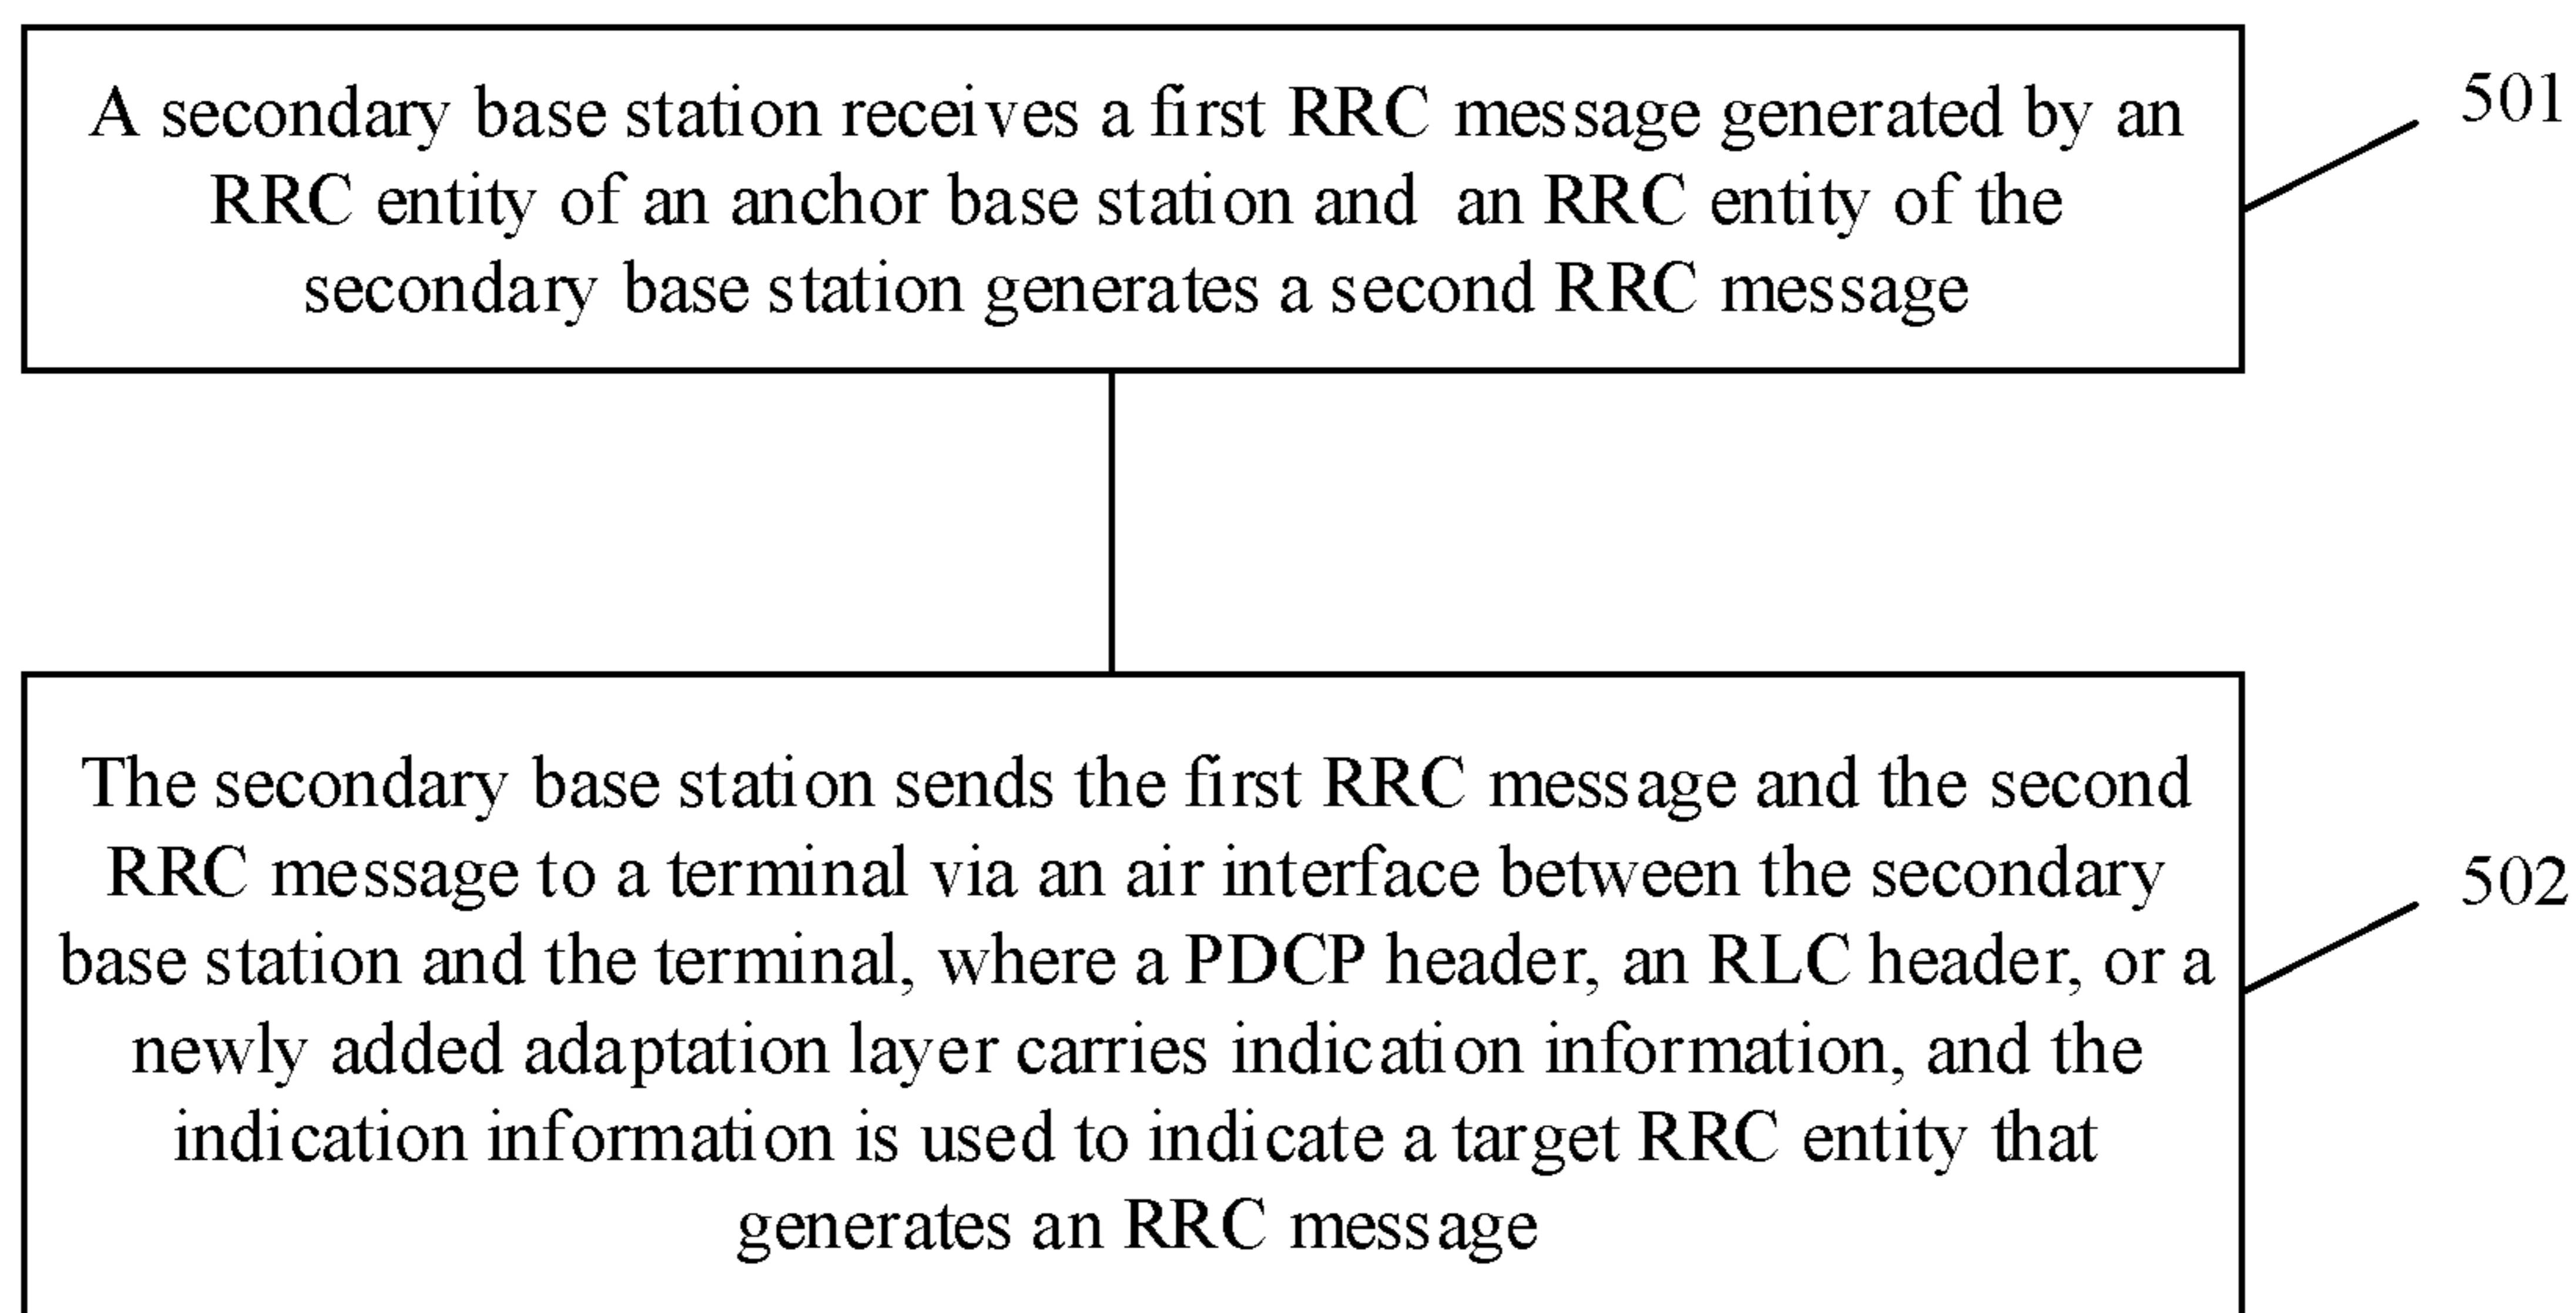 A secondary base station receives a first RRC message generated by an
RRC entity of an anchor base station and an RRC entity of the
secondary base station generates a second RRC message
501
The secondary base station sends the first RRC message and the second
RRC message to a terminal via an air interface between the secondary
base station and the terminal, where a PDCP header, an RLC header, or a
newly added adaptation layer carries indication information, and the
indication information is used to indicate a target RRC entity that
generates an RRC message
502